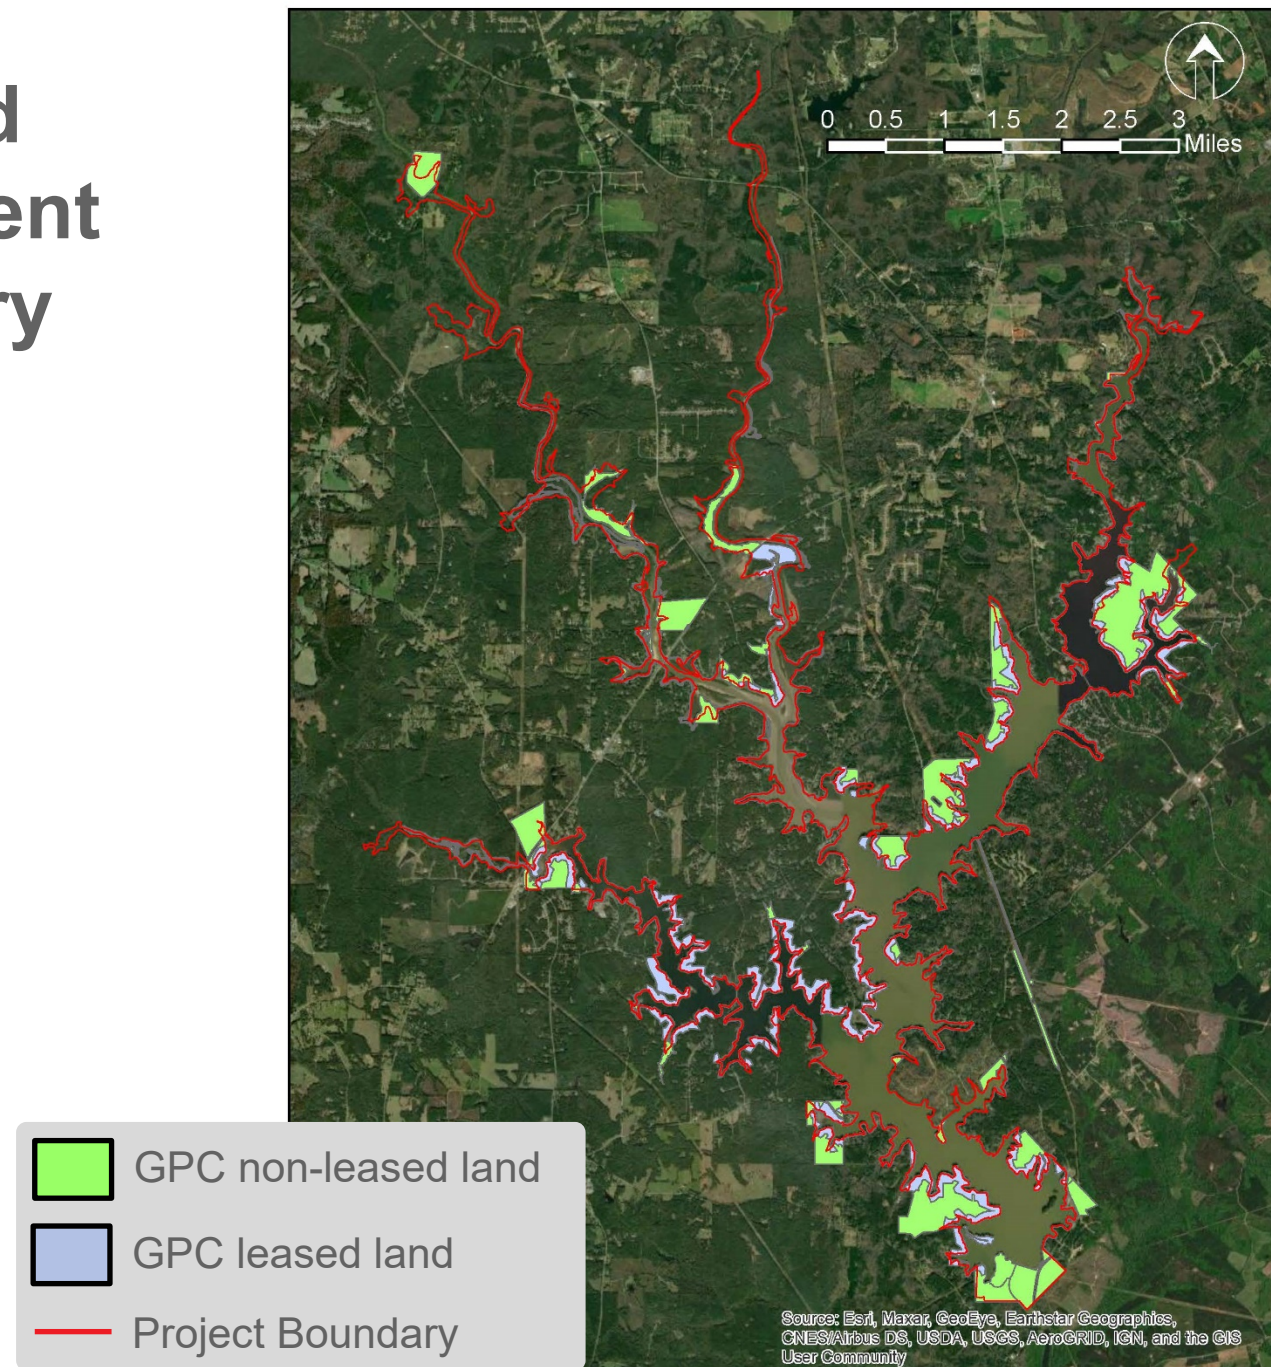 d
ent
ry
0 0.5 1 1.5 2 2.5 3
Miles
GPC non-leased land
GPC leased land
Project Boundary
Source: Esri, Maxar, GeoEye, Earthstar Geographics,
CNES/Airbus DS, USDA, USGS, AeroGRID, IGN, and the GIS
User Community